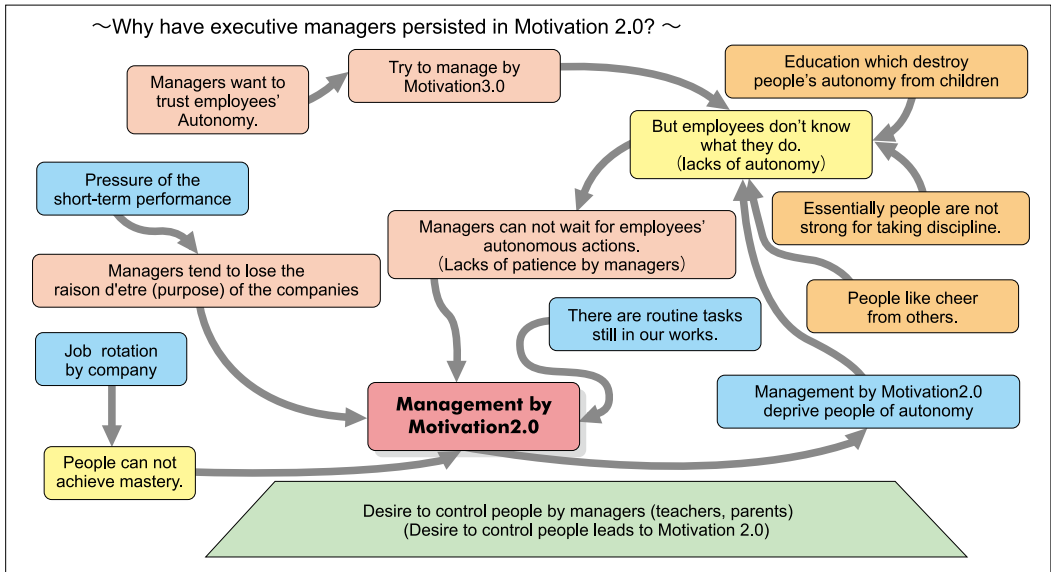 ～Why have executive managers persisted in Motivation 2.0? ～
Managers want to
trust employees'
Autonomy.
Try to manage by
Motivation3.0
Education which destroy
people's autonomy from children
But employees don't know
what they do.
(lacks of autonomy)
Pressure of the
short-term performance
Essentially people are not
strong for taking discipline.
Managers can not wait for employees'
autonomous actions.
(Lacks of patience by managers)
Managers tend to lose the
raison d'etre (purpose) of the companies
People like cheer
from others.
There are routine tasks
still in our works.
Job rotation
by company
Management by
Motivation2.0
Management by Motivation2.0
deprive people of autonomy
People can not
achieve mastery.
Desire to control people by managers (teachers, parents)
(Desire to control people leads to Motivation 2.0)